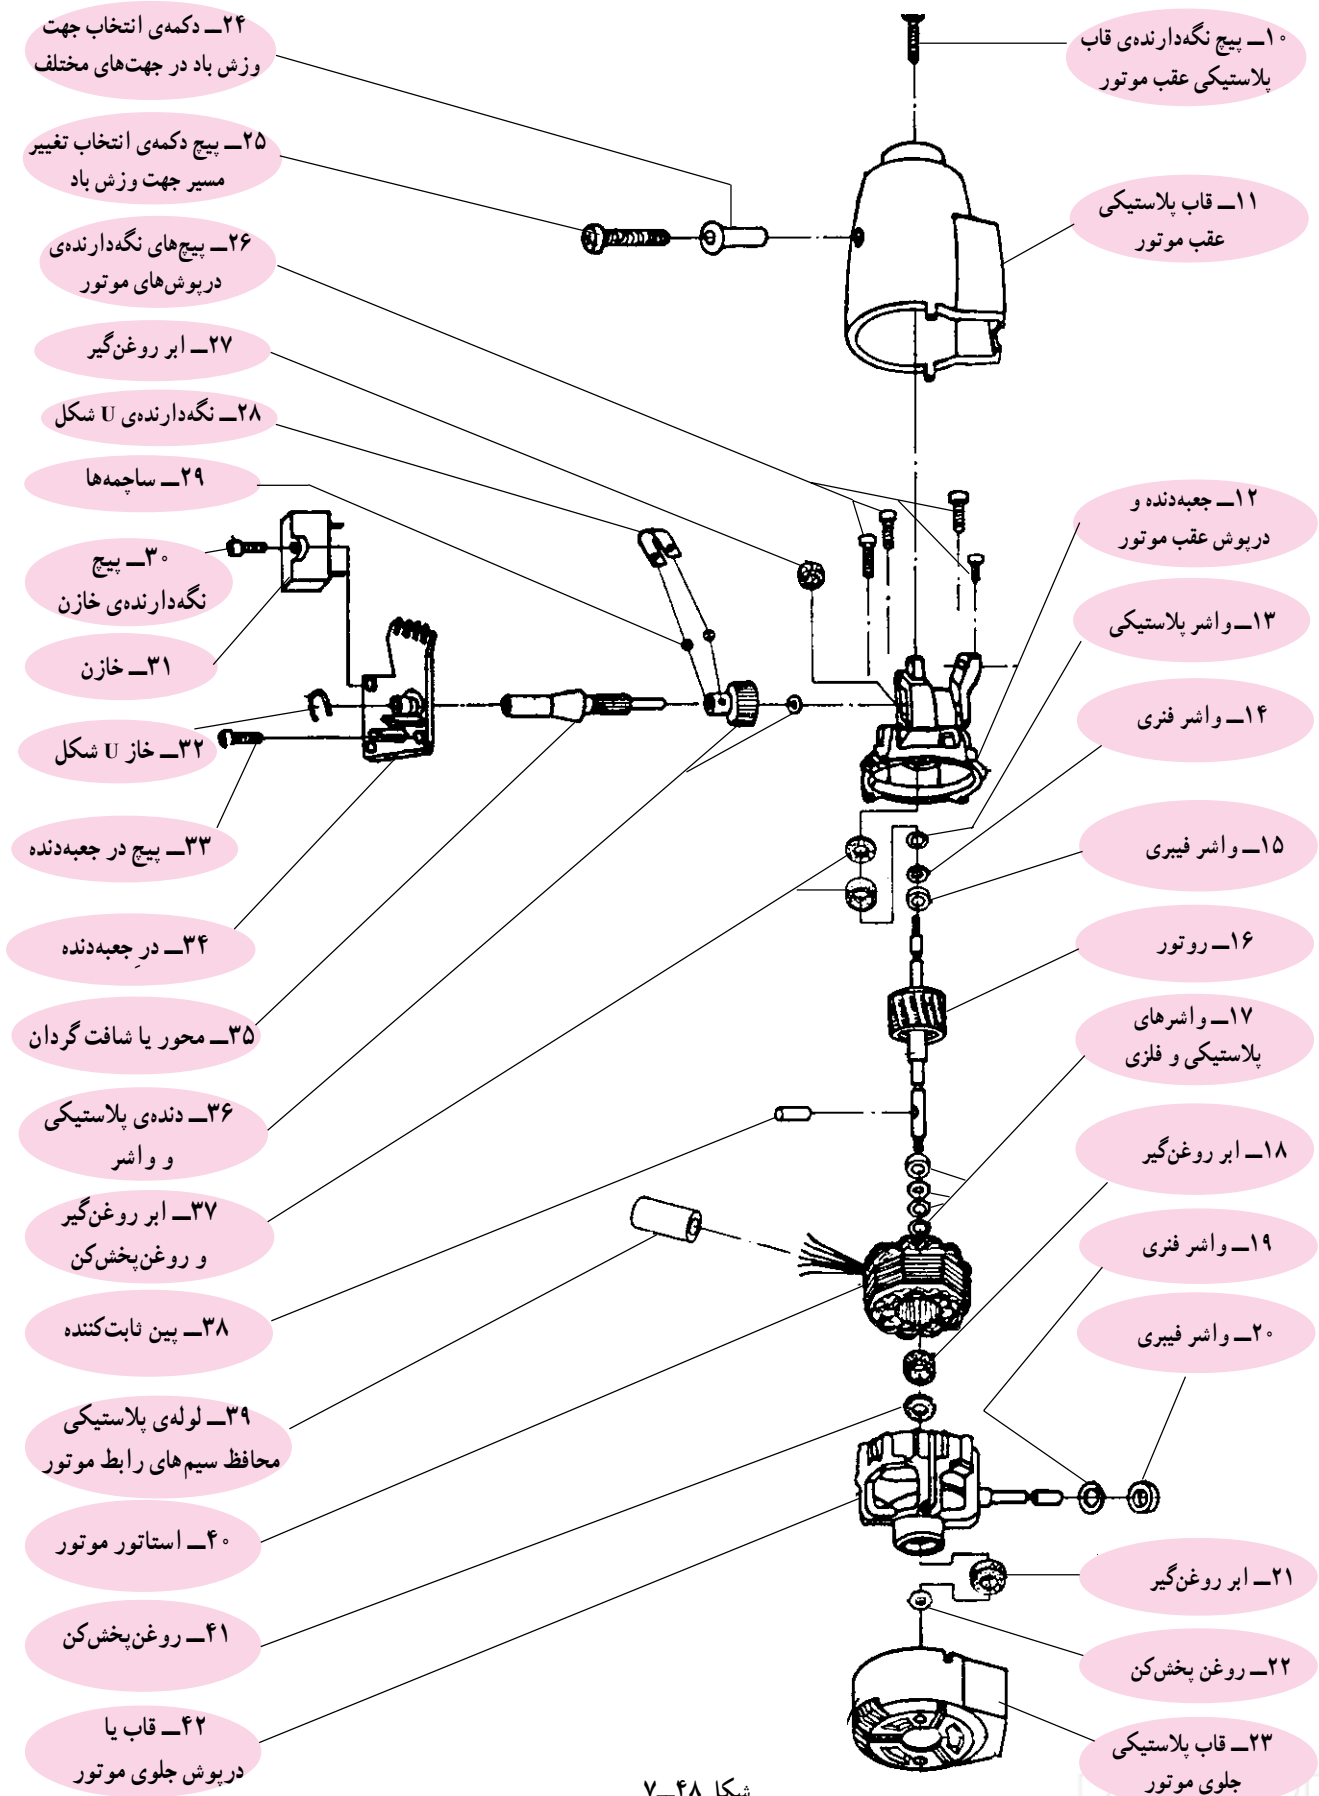 ۱۰ــ پیچ نگه‌دارنده‌ی قاب
پلاستیکی عقب موتور
۱۱ــ قاب پلاستیکی
عقب موتور
۱۲ــ جعبه‌دنده و
درپوش عقب موتور
۱۳ــ واشر پلاستیکی
۱۴ــ واشر فنری
۱۵ــ واشر فیبری
۱۶ــ روتور
۱۷ــ واشرهای
پلاستیکی و فلزی
۱۸ــ ابر روغن‌گیر
۱۹ــ واشر فنری
۲۰ــ واشر فیبری
۲۱ــ ابر روغن‌گیر
۲۲ــ روغن پخش‌کن
۲۳ــ قاب پلاستیکی
جلوی موتور
۲۴ــ دکمه‌ی انتخاب جهت
وزش باد در جهت‌های مختلف
۲۵ــ پیچ دکمه‌ی انتخاب تغییر
مسیر جهت وزش باد
۲۶ــ پیچ‌های نگه‌دارنده‌ی
درپوش‌های موتور
۲۷ــ ابر روغن‌گیر
۲۸ــ نگه‌دارنده‌ی U شکل
۲۹ــ ساچمه‌ها
۳۰ــ پیچ
نگه‌دارنده‌ی خازن
۳۱ــ خازن
۳۲ــ خاز U شکل
۳۳ــ پیچ در جعبه‌دنده
۳۴ــ درِ جعبه‌دنده
۳۵ــ محور یا شافت گردان
۳۶ــ دنده‌ی پلاستیکی
و واشر
۳۷ــ ابر روغن‌گیر
و روغن‌پخش‌کن
۳۸ــ پین ثابت‌کننده
۳۹ــ لوله‌ی پلاستیکی
محافظ سیم‌های رابط موتور
۴۰ــ استاتور موتور
۴۱ــ روغن‌پخش‌کن
۴۲ــ قاب یا
درپوش جلوی موتور
شکل ۴۸ــ۷